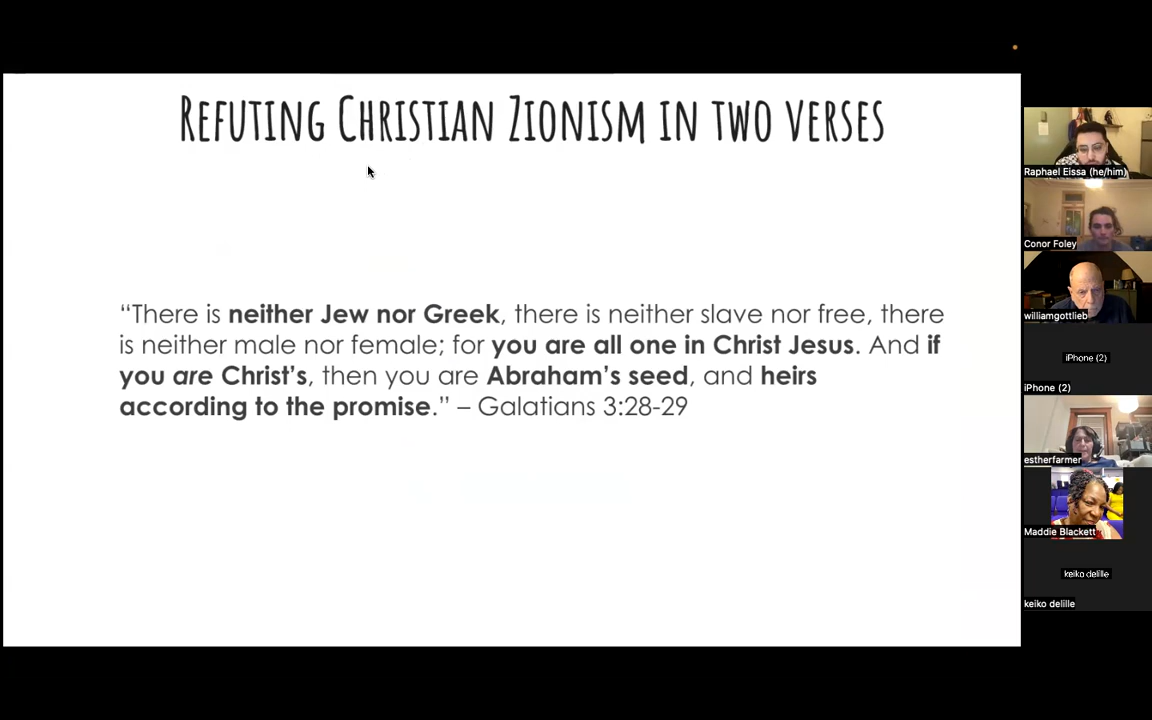 Refuting Christian Zionism in two verses
“There is neither Jew nor Greek, there is neither slave nor free, there
is neither male nor female; for you are all one in Christ Jesus. And if
you are Christ’s, then you are Abraham’s seed, and heirs
according to the promise.” – Galatians 3:28-29
Raphael Eissa (he/him)
Conor Foley
williamgottlieb
iPhone (2)
iPhone (2)
estherfarmer
Maddie Blackett
keiko delille
keiko delille